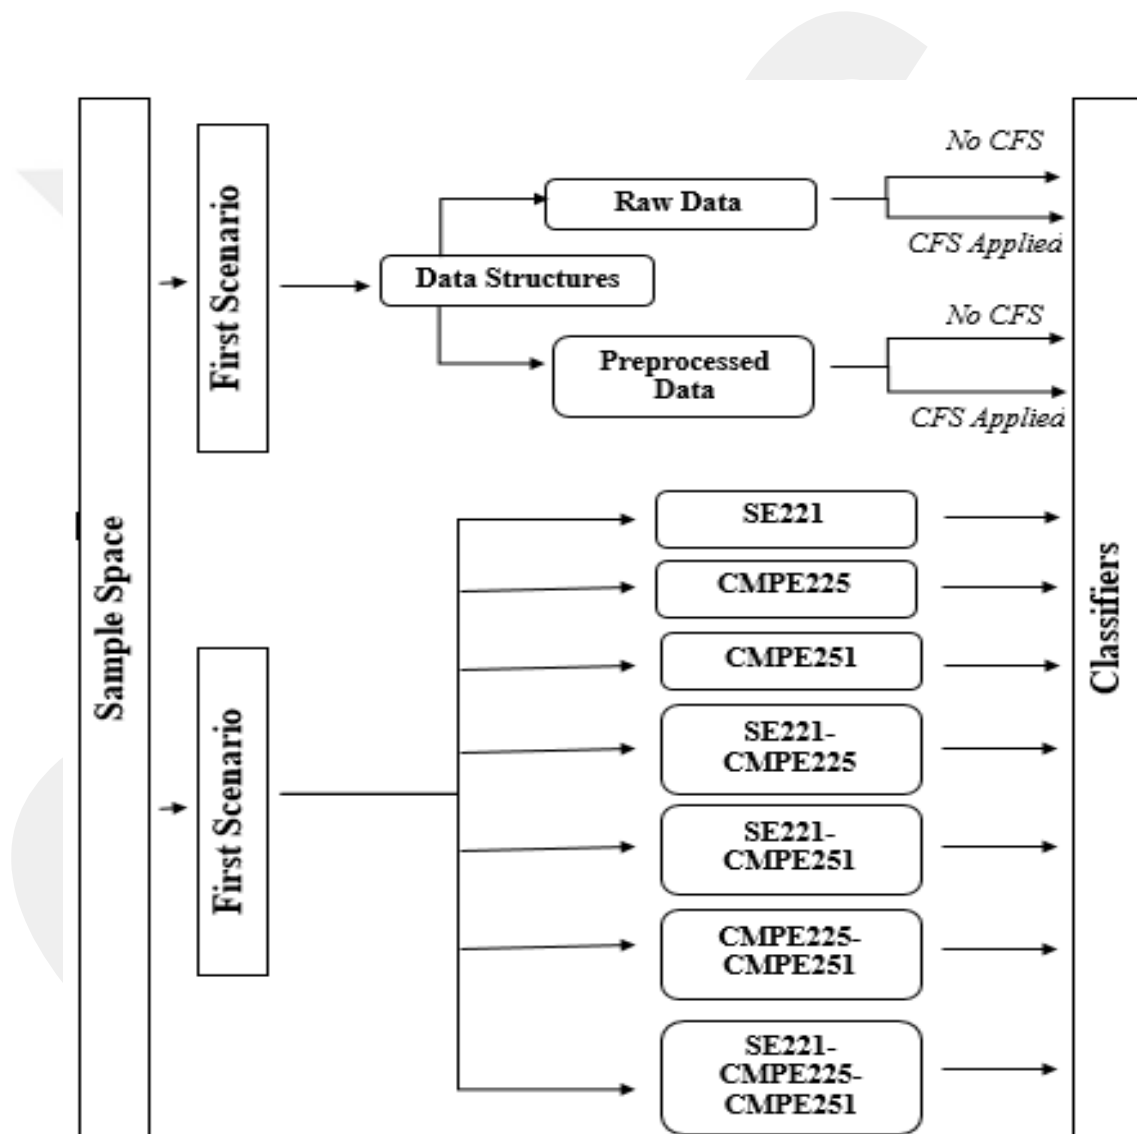 Sample Space
First Scenario
Data Structures
Raw Data
No CFS
CFS Applied
Preprocessed
Data
No CFS
CFS Applied
First Scenario
SE221
CMPE225
CMPE251
SE221-
CMPE225
SE221-
CMPE251
CMPE225-
CMPE251
SE221-
CMPE225-
CMPE251
Classifiers